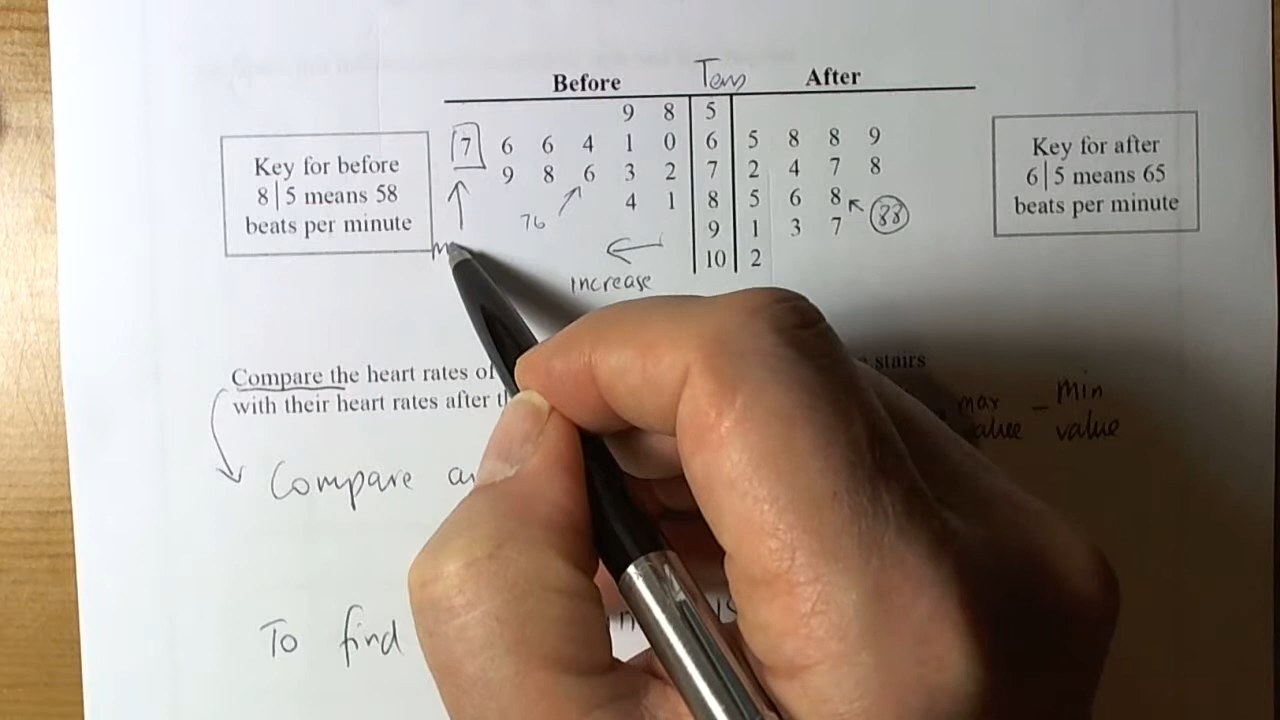 Before Tens After
9 8 5
7 6 6 4 1 0 6 5 8 8 9
9 8 6 3 2 7 2 4 7 8
4 1 8 5 6 8 88
76 9 1 3 7
10 2
increase
Key for before
8|5 means 58
beats per minute
Key for after
6|5 means 65
beats per minute
Compare the heart rates of stairs
with their heart rates after
max value - min value
Compare
To find